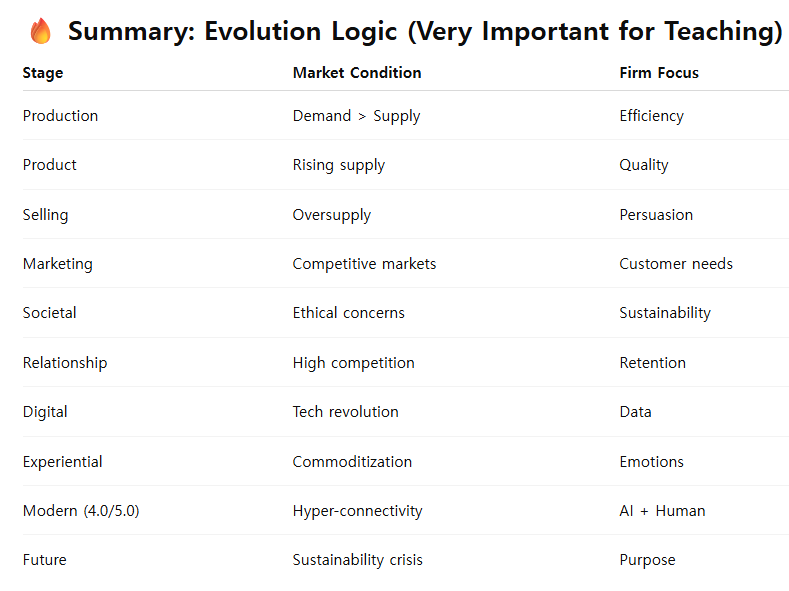 🔥 Summary: Evolution Logic (Very Important for Teaching)
Stage Market Condition Firm Focus
Production Demand > Supply Efficiency
Product Rising supply Quality
Selling Oversupply Persuasion
Marketing Competitive markets Customer needs
Societal Ethical concerns Sustainability
Relationship High competition Retention
Digital Tech revolution Data
Experiential Commoditization Emotions
Modern (4.0/5.0) Hyper-connectivity AI + Human
Future Sustainability crisis Purpose